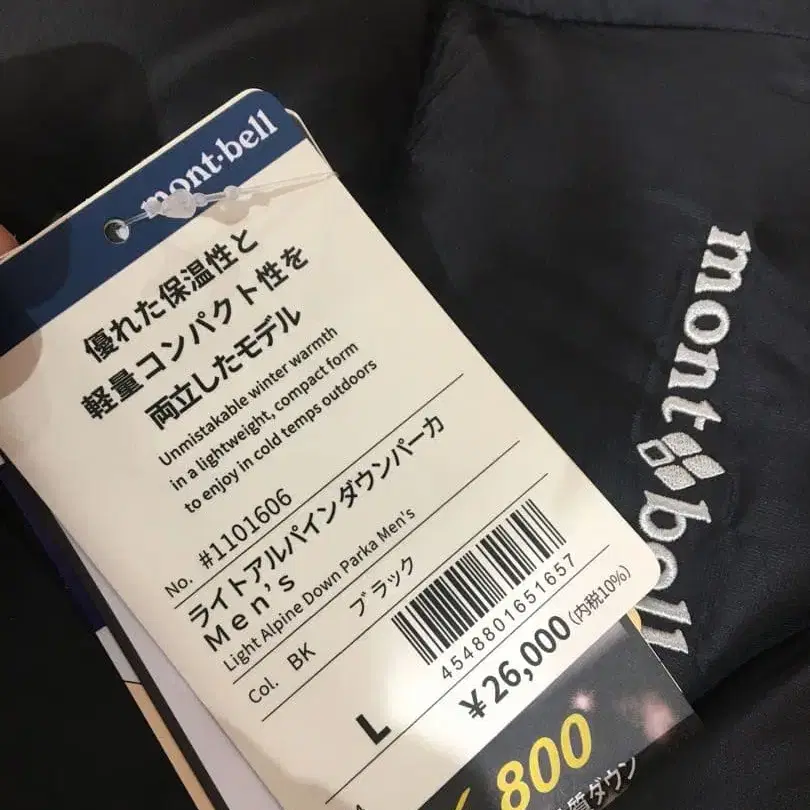 mont·bell
優れた保温性と
軽量コンパクト性を
両立したモデル
Unmistakable winter warmth
in a lightweight, compact form
to enjoy in cold temps outdoors
No. #1101606
ライトアルパインダウンパーカ
Men's
Light Alpine Down Parka Men's
Col. BK ブラック
4548801651657
L ¥26,000 (内税10%)
800
質ダウン
mont bell